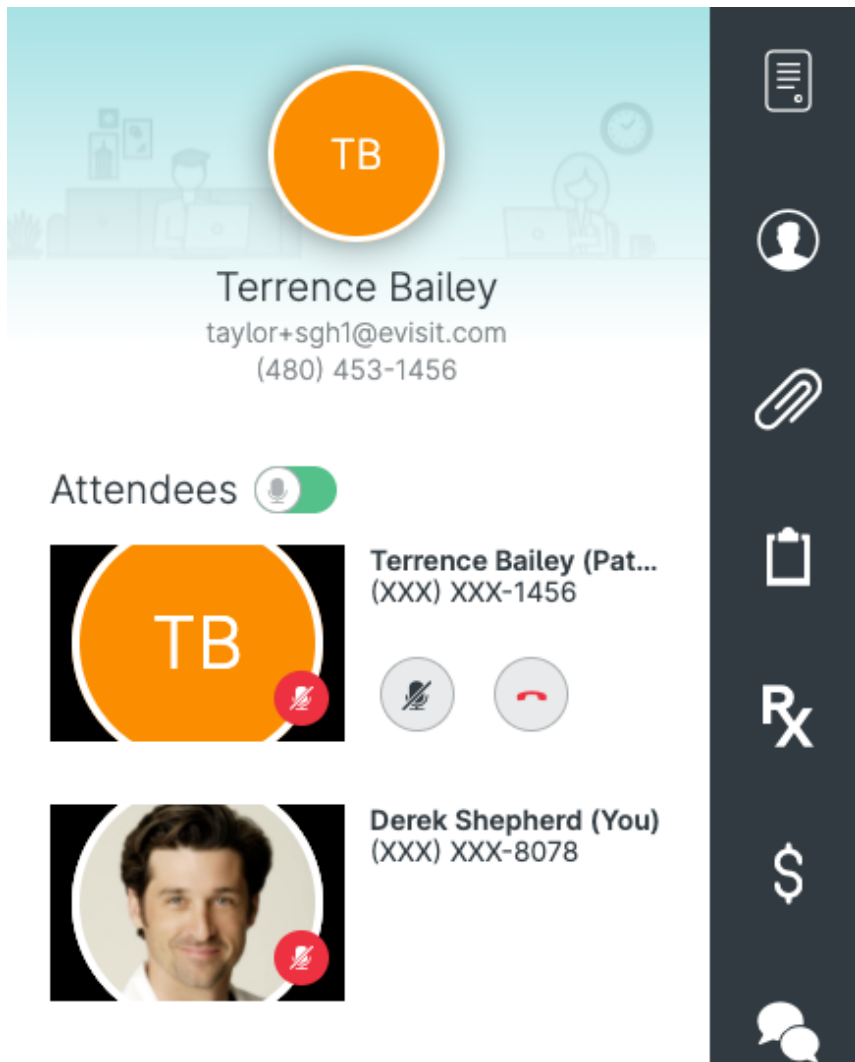 TB
Terrence Bailey
taylor+sgh1@evisit.com
(480) 453-1456
Attendees
TB
Terrence Bailey (Pat...
(XXX) XXX-1456
Derek Shepherd (You)
(XXX) XXX-8078
Rx
$